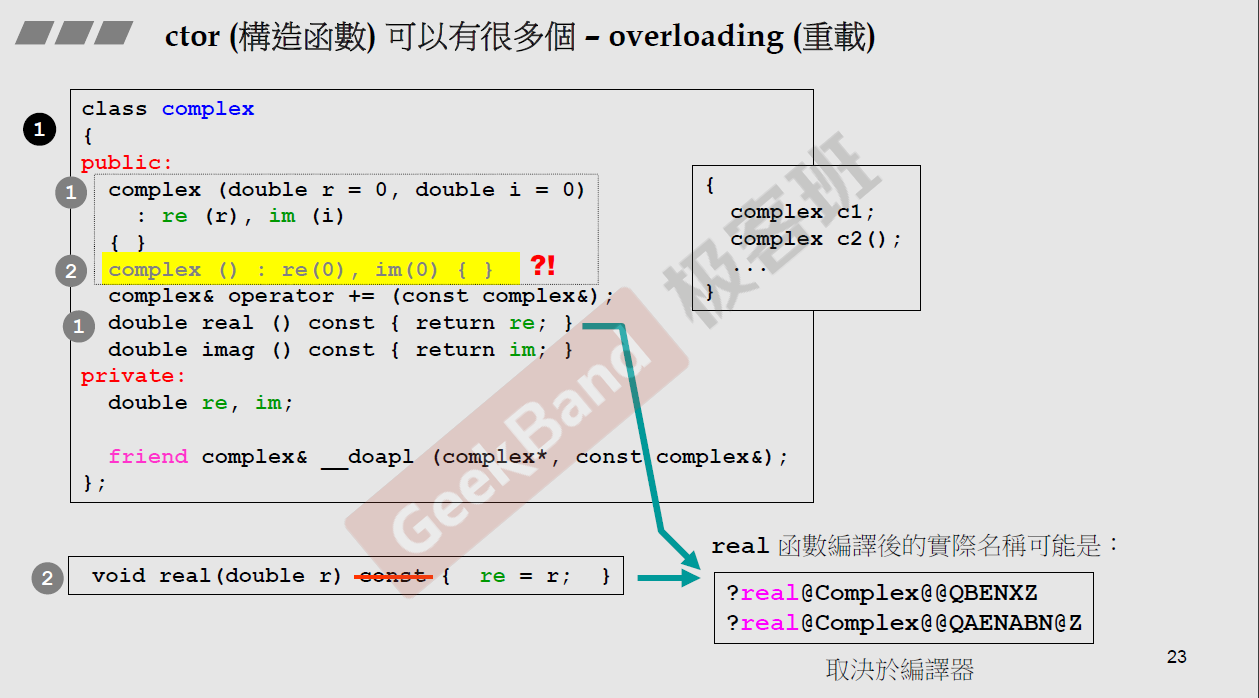 ctor (構造函數) 可以有很多個 – overloading (重載)
1
class complex
{
public:
1
complex (double r = 0, double i = 0)
: re (r), im (i)
{ }
2
complex () : re(0), im(0) { }
?!
complex& operator += (const complex&);
1
double real () const { return re; }
double imag () const { return im; }
private:
double re, im;
friend complex& __doapl (complex*, const complex&);
};
{
complex c1;
complex c2();
...
}
极客班
GeekBand
2
void real(double r) const { re = r; }
real 函數編譯後的實際名稱可能是：
?real@Complex@@QBENXZ
?real@Complex@@QAENABN@Z
取決於編譯器
23